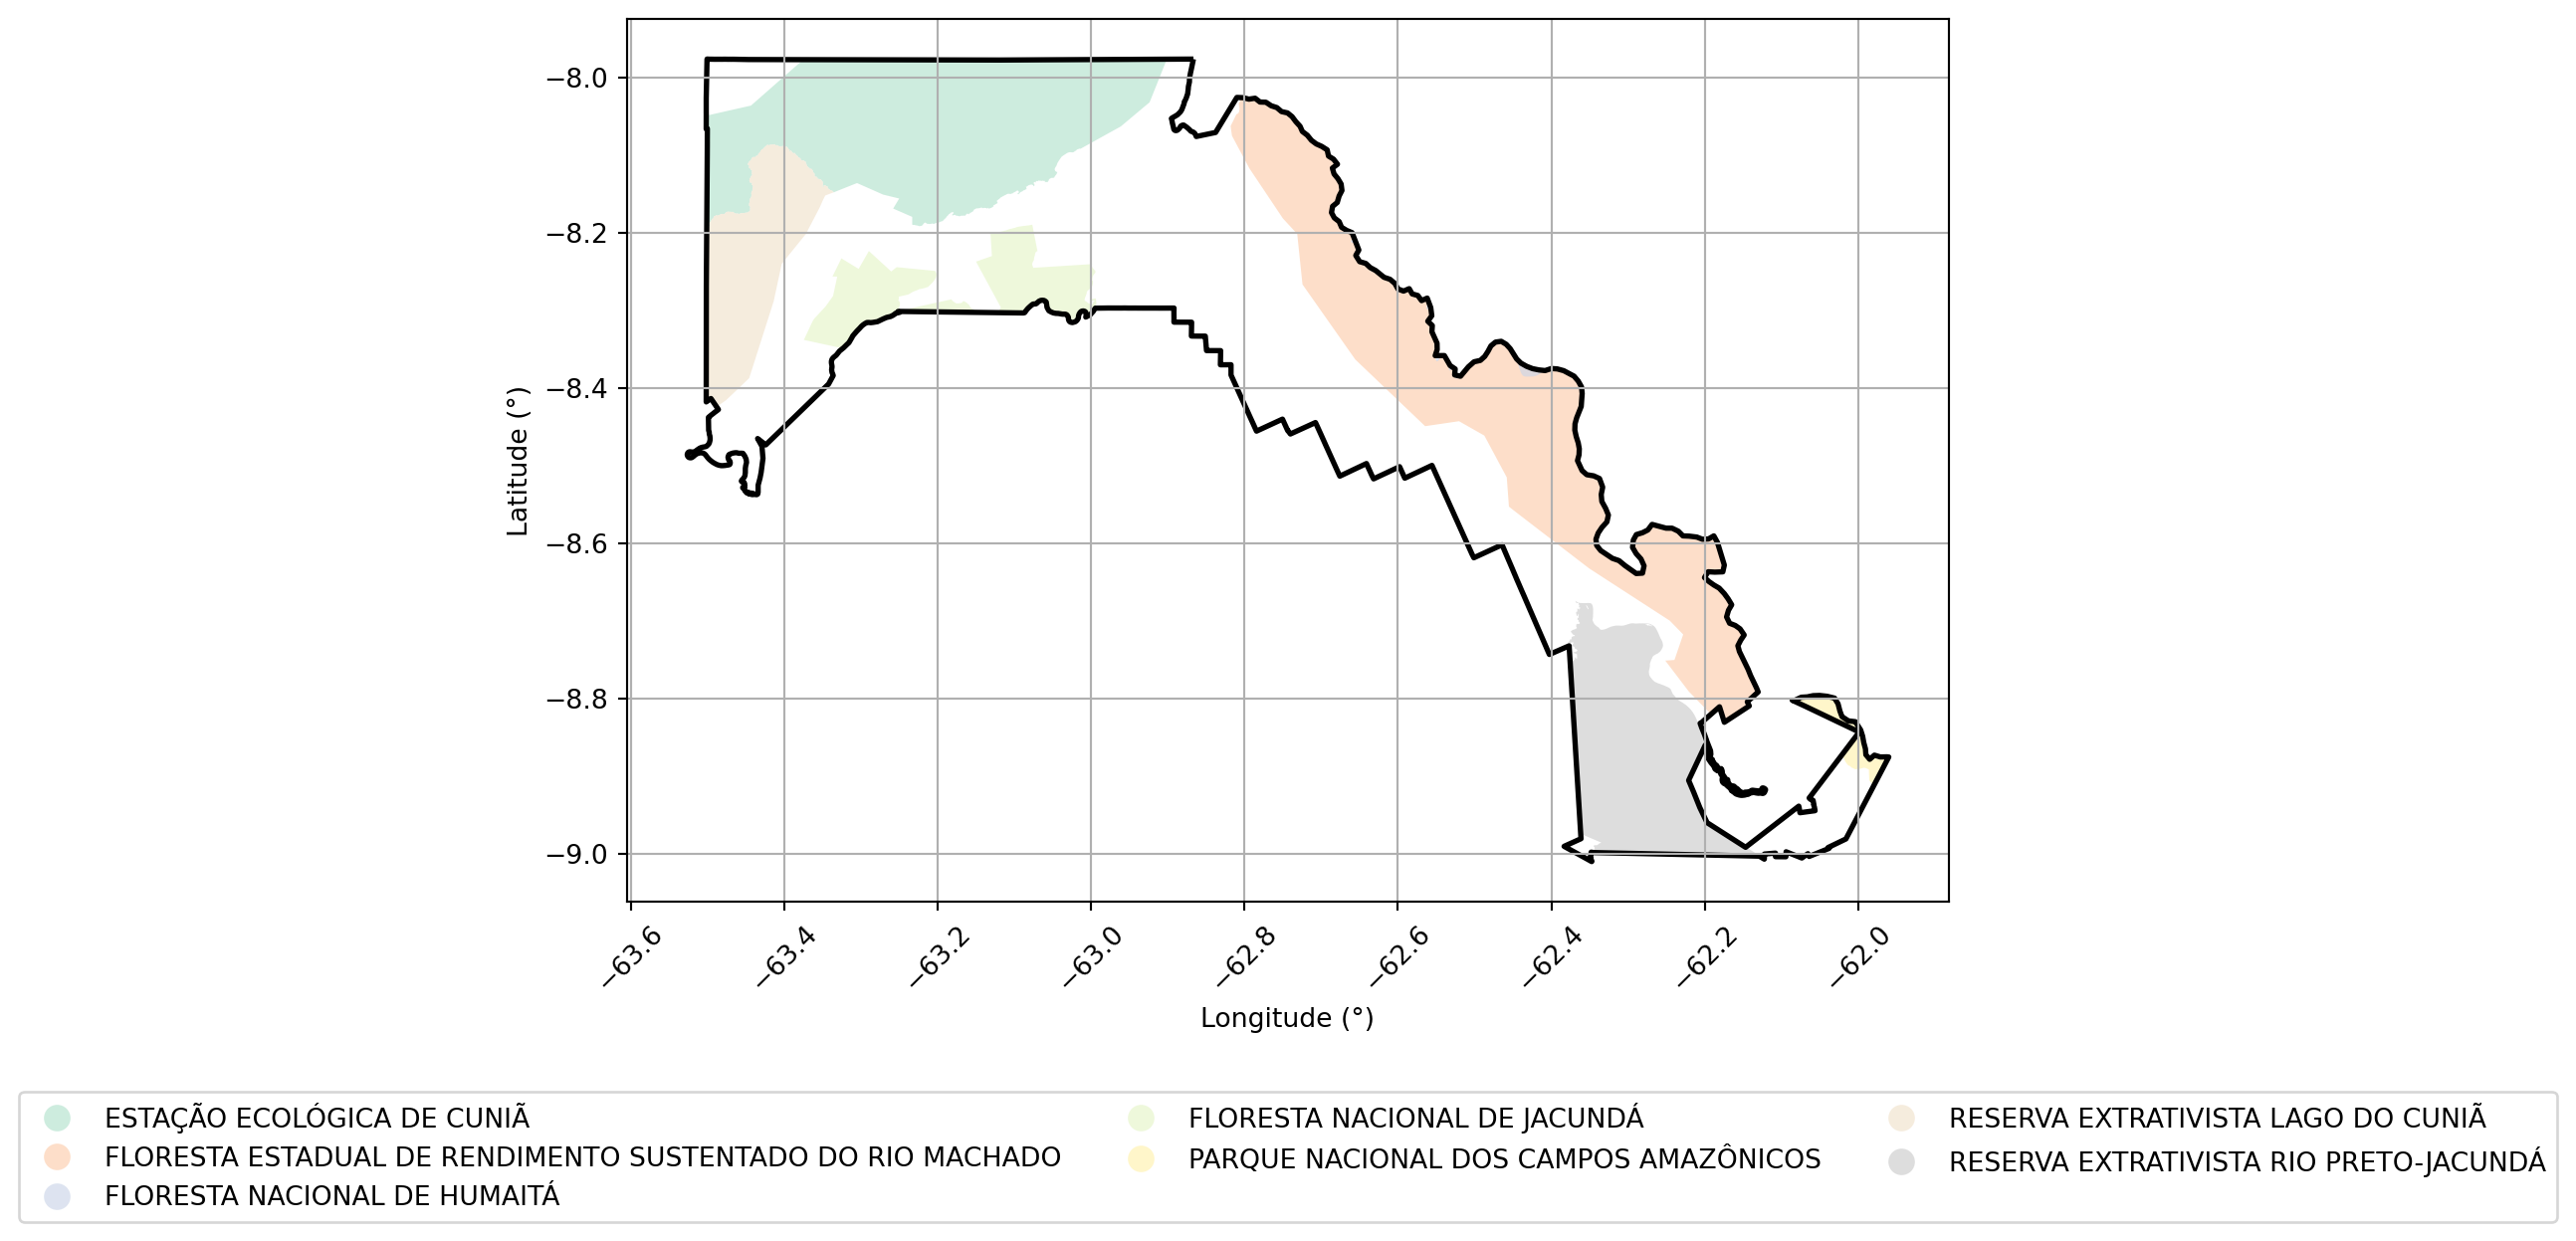 −8.0
−8.2
−8.4
−8.6
−8.8
−9.0
Latitude (°)
−63.6
−63.4
−63.2
−63.0
−62.8
−62.6
−62.4
−62.2
−62.0
Longitude (°)
ESTAÇÃO ECOLÓGICA DE CUNIÃ
FLORESTA ESTADUAL DE RENDIMENTO SUSTENTADO DO RIO MACHADO
FLORESTA NACIONAL DE HUMAITÁ
FLORESTA NACIONAL DE JACUNDÁ
PARQUE NACIONAL DOS CAMPOS AMAZÔNICOS
RESERVA EXTRATIVISTA LAGO DO CUNIÃ
RESERVA EXTRATIVISTA RIO PRETO-JACUNDÁ